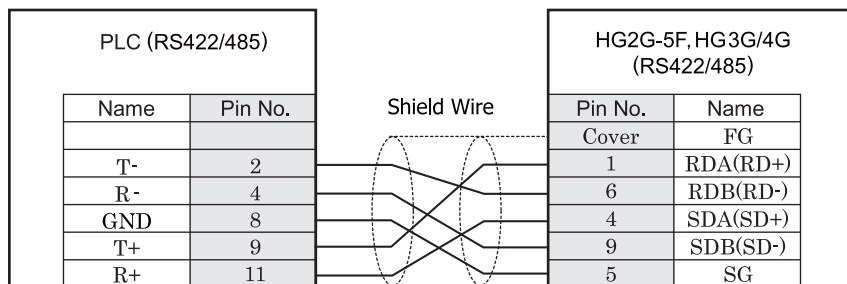 PLC (RS422/485)
HG2G-5F, HG3G/4G
(RS422/485)
Name Pin No. Shield Wire Pin No. Name
Cover FG
T- 2 1 RDA(RD+)
R- 4 6 RDB(RD-)
GND 8 4 SDA(SD+)
T+ 9 9 SDB(SD-)
R+ 11 5 SG